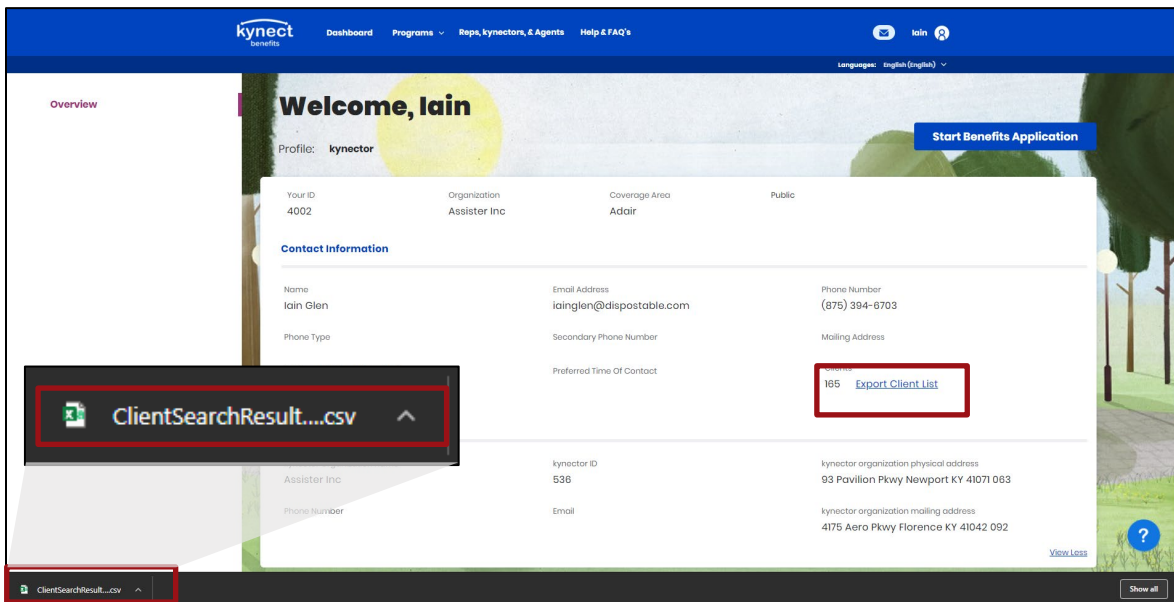 kynect
benefits
Dashboard Programs Reps, kynectors, & Agents Help & FAQ's Iain
Languages: English (English)
Overview
Welcome, Iain
Start Benefits Application
Profile: kynector
Your ID Organization Coverage Area Public
4002 Assister Inc Adair
Contact Information
Name Email Address Phone Number
Iain Glen iainglen@dispostable.com (875) 394-6703
Phone Type Secondary Phone Number Mailing Address
Preferred Time Of Contact Clients
165 Export Client List
ClientSearchResult....csv
kynector ID kynector organization physical address
Assister Inc 536 93 Pavilion Pkwy Newport KY 41071 063
Phone Number Email kynector organization mailing address
4175 Aero Pkwy Florence KY 41042 092
View Less
?
ClientSearchResult....csv Show all